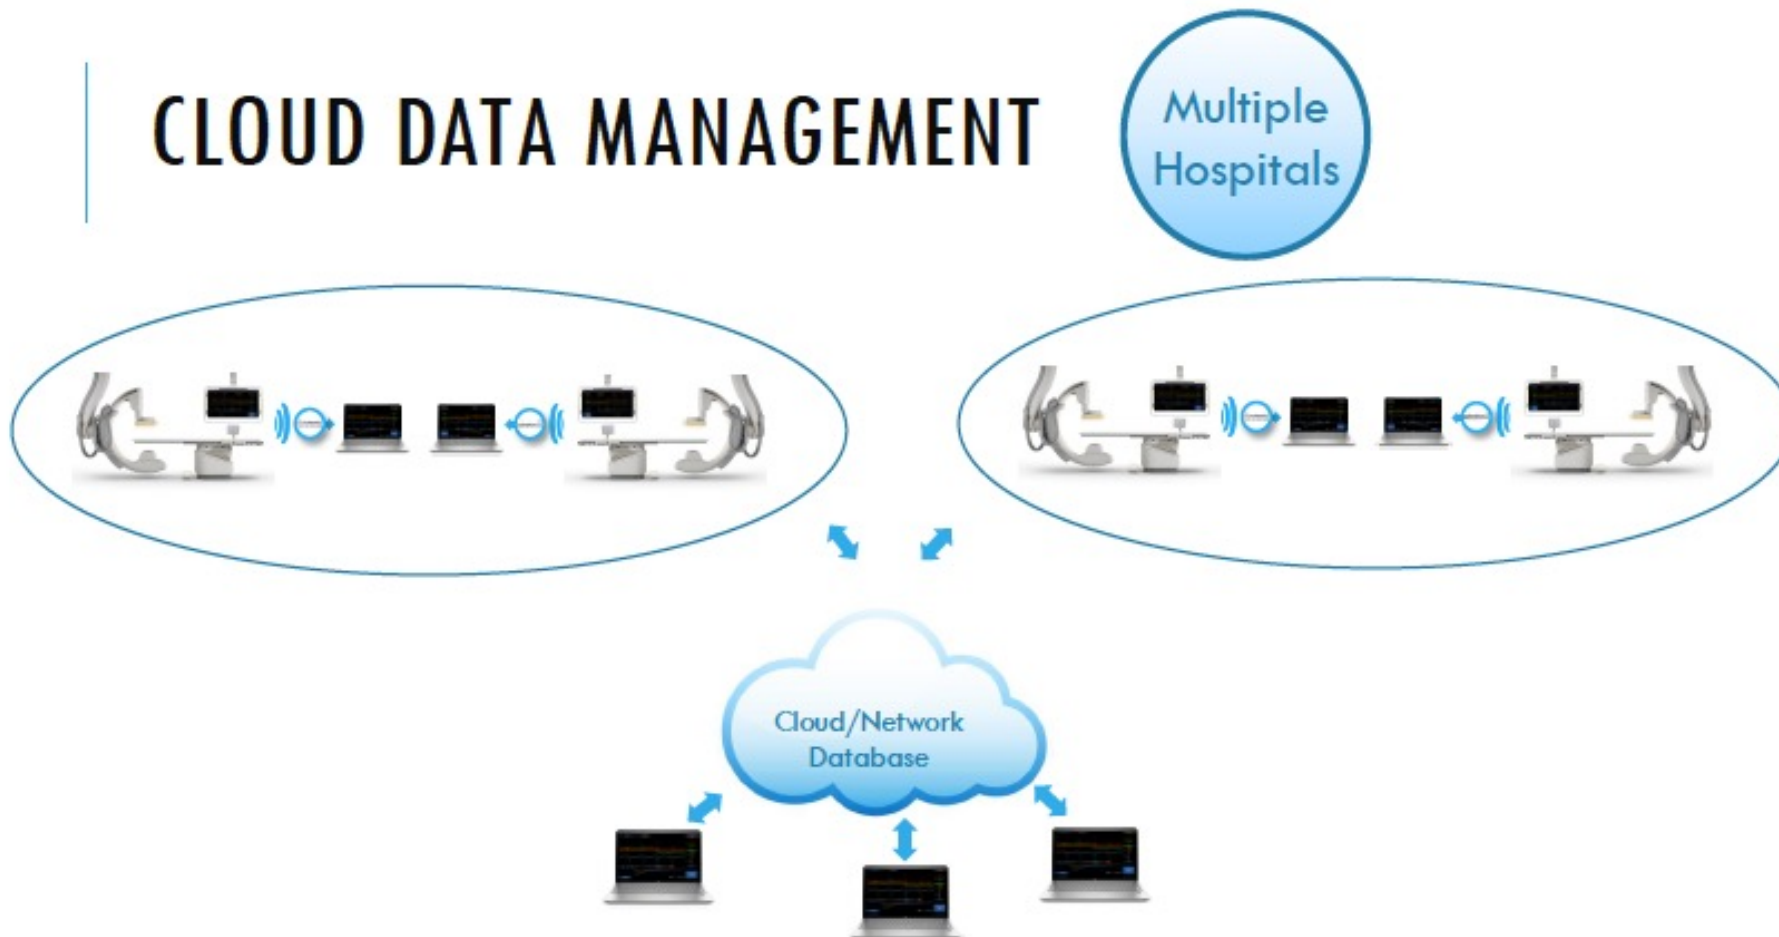 CLOUD DATA MANAGEMENT
Multiple
Hospitals
Cloud/Network
Database